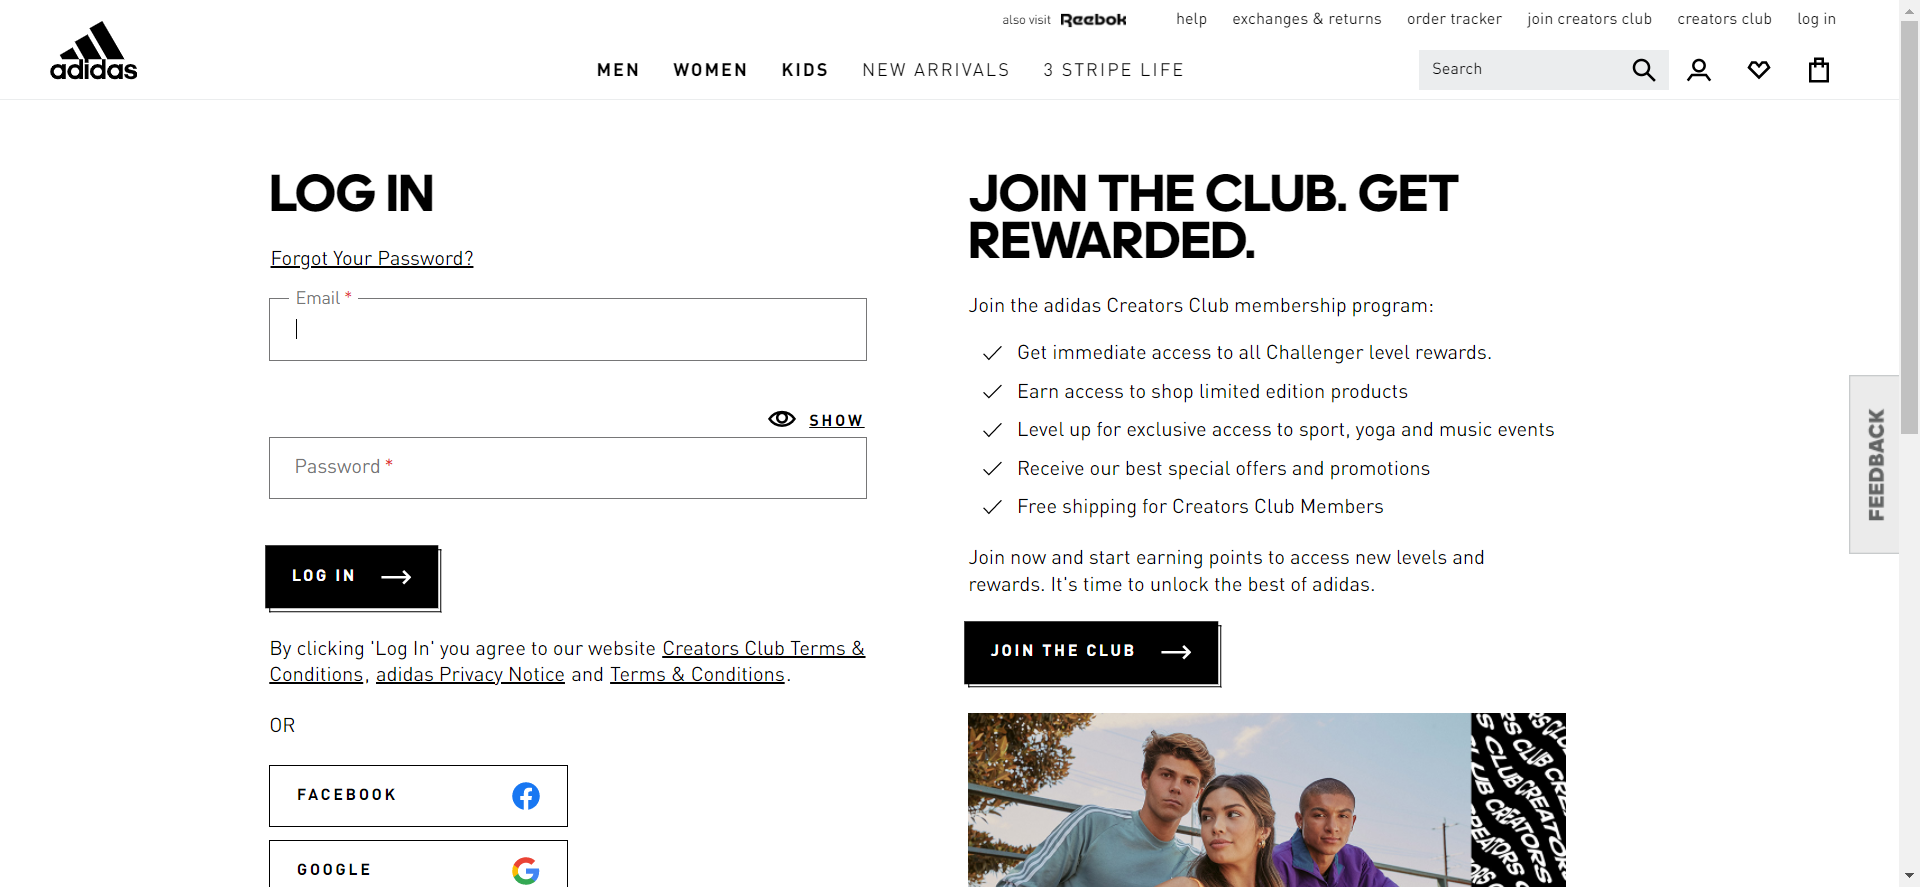 also visit Reebok help exchanges & returns order tracker join creators club creators club log in
adidas
MEN WOMEN KIDS NEW ARRIVALS 3 STRIPE LIFE
Search
LOG IN
Forgot Your Password?
Email *
SHOW
Password *
LOG IN
By clicking 'Log In' you agree to our website Creators Club Terms &
Conditions, adidas Privacy Notice and Terms & Conditions.
OR
FACEBOOK
GOOGLE
JOIN THE CLUB. GET
REWARDED.
Join the adidas Creators Club membership program:
Get immediate access to all Challenger level rewards.
Earn access to shop limited edition products
Level up for exclusive access to sport, yoga and music events
Receive our best special offers and promotions
Free shipping for Creators Club Members
Join now and start earning points to access new levels and
rewards. It's time to unlock the best of adidas.
JOIN THE CLUB
FEEDBACK